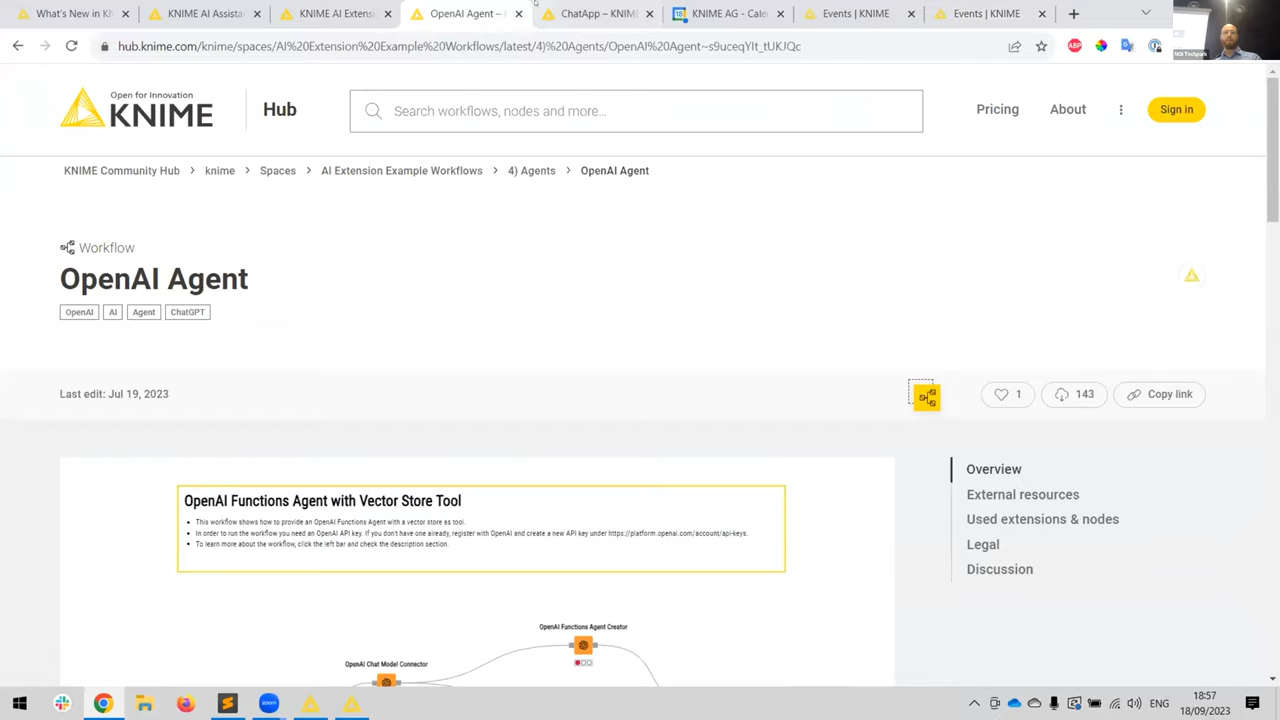 What's New in K
KNIME AI Assista
KNIME AI Extensi
OpenAI Agent –
ChatApp – KNIME
KNIME AG - Cale
Events | KNIME
Events | KNIME
hub.knime.com/knime/spaces/AI%20Extension%20Example%20Workflows/latest/4)%20Agents/OpenAI%20Agent~s9uceqYIt_tUKJQc
ABP
NOI Techpark
Open for Innovation
KNIME
Hub
Search workflows, nodes and more...
Pricing
About
Sign in
KNIME Community Hub > knime > Spaces > AI Extension Example Workflows > 4) Agents > OpenAI Agent
Workflow
OpenAI Agent
OpenAI
AI
Agent
ChatGPT
Last edit: Jul 19, 2023
1
143
Copy link
OpenAI Functions Agent with Vector Store Tool
• This workflow shows how to provide an OpenAI Functions Agent with a vector store as tool.
• In order to run the workflow you need an OpenAI API key. If you don't have one already, register with OpenAI and create a new API key under https://platform.openai.com/account/api-keys.
• To learn more about the workflow, click the left bar and check the description section.
OpenAI Functions Agent Creator
OpenAI Chat Model Connector
Overview
External resources
Used extensions & nodes
Legal
Discussion
zoom
ENG
18:57
18/09/2023